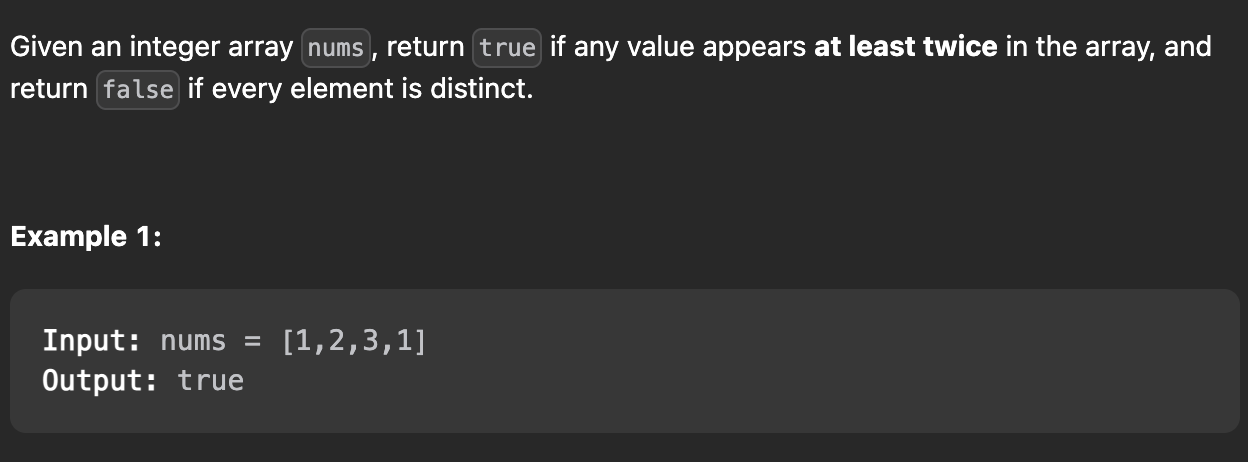 Given an integer array nums, return true if any value appears at least twice in the array, and
return false if every element is distinct.
Example 1:
Input: nums = [1,2,3,1]
Output: true